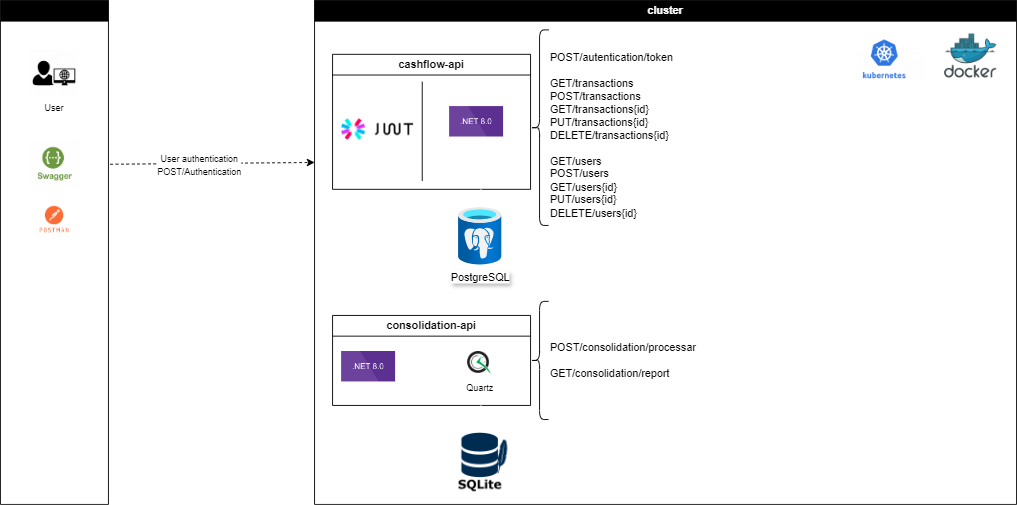 cluster
User
Swagger
POSTMAN
User authentication
POST/Authentication
cashflow-api
JWT
.NET 8.0
POST/autentication/token
GET/transactions
POST/transactions
GET/transactions{id}
PUT/transactions{id}
DELETE/transactions{id}
GET/users
POST/users
GET/users{id}
PUT/users{id}
DELETE/users{id}
kubernetes
docker
PostgreSQL
consolidation-api
.NET 8.0
Quartz
POST/consolidation/processar
GET/consolidation/report
SQLite